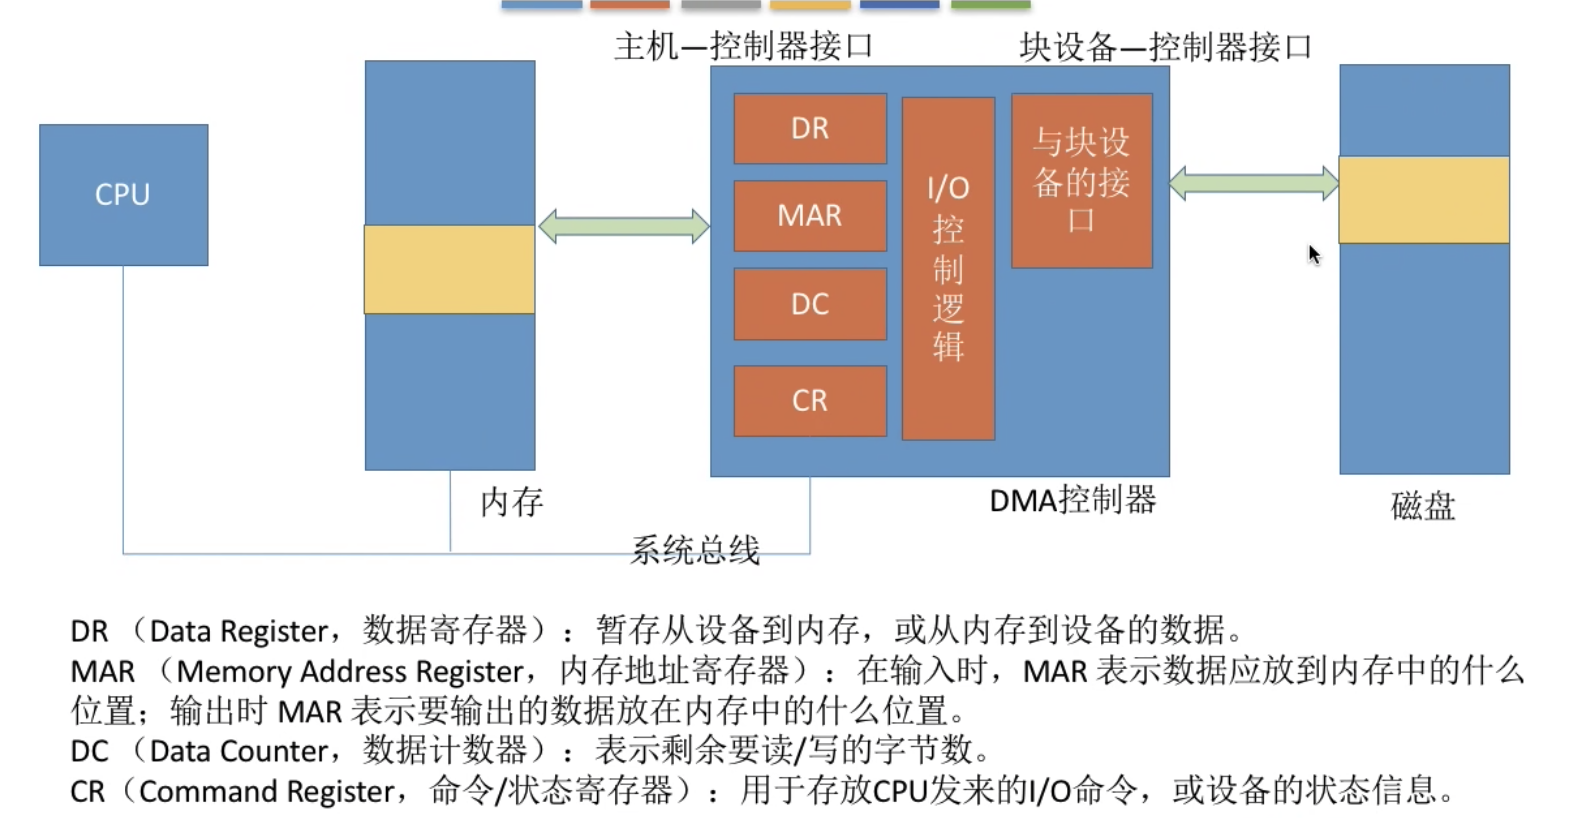 主机—控制器接口
块设备—控制器接口
CPU
DR
MAR
DC
CR
I/O
控
制
逻
辑
与块设
备的接
口
内存
DMA控制器
磁盘
系统总线
DR （Data Register，数据寄存器）：暂存从设备到内存，或从内存到设备的数据。
MAR （Memory Address Register，内存地址寄存器）：在输入时，MAR 表示数据应放到内存中的什么
位置；输出时 MAR 表示要输出的数据放在内存中的什么位置。
DC （Data Counter，数据计数器）：表示剩余要读/写的字节数。
CR（Command Register，命令/状态寄存器）：用于存放CPU发来的I/O命令，或设备的状态信息。